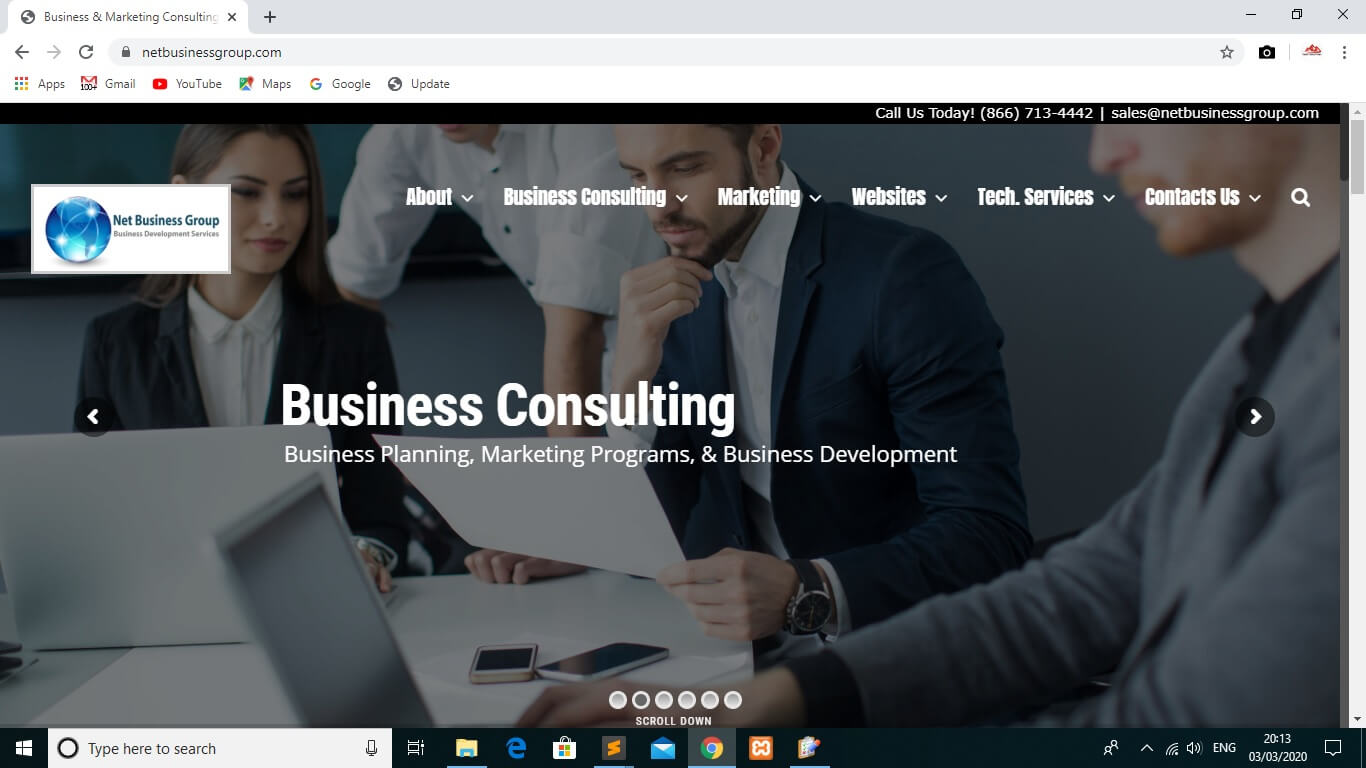 Business & Marketing Consulting
netbusinessgroup.com
Apps Gmail YouTube Maps Google Update
100+
Call Us Today! (866) 713-4442 | sales@netbusinessgroup.com
Net Business Group
Business Development Services
About Business Consulting Marketing Websites Tech. Services Contacts Us
Business Consulting
Business Planning, Marketing Programs, & Business Development
SCROLL DOWN
Type here to search
ENG
20:13
03/03/2020